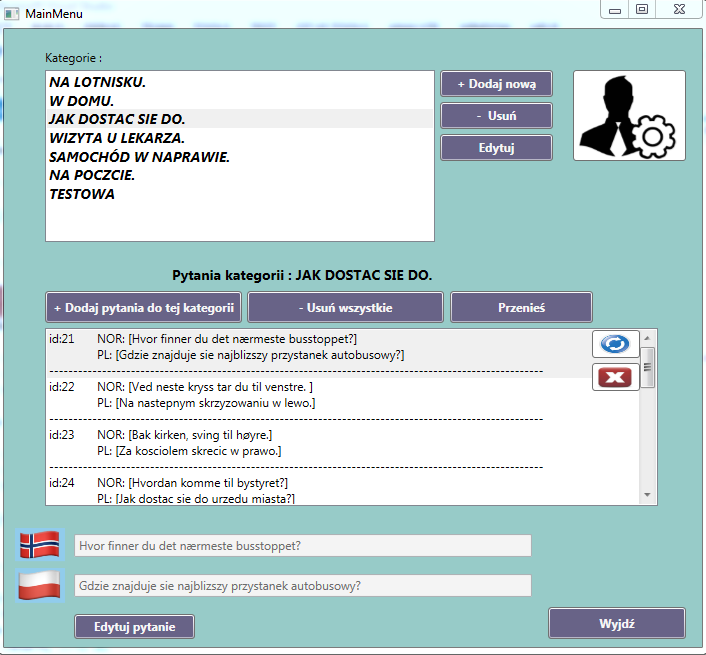 MainMenu
Kategorie :
NA LOTNISKU.
W DOMU.
JAK DOSTAC SIE DO.
WIZYTA U LEKARZA.
SAMOCHÓD W NAPRAWIE.
NA POCZCIE.
TESTOWA
+ Dodaj nową
- Usuń
Edytuj
Pytania kategorii : JAK DOSTAC SIE DO.
+ Dodaj pytania do tej kategorii
- Usuń wszystkie
Przenieś
id:21 NOR: [Hvor finner du det nærmeste busstoppet?]
PL: [Gdzie znajduje sie najblizszy przystanek autobusowy?]
id:22 NOR: [Ved neste kryss tar du til venstre. ]
PL: [Na nastepnym skrzyzowaniu w lewo.]
id:23 NOR: [Bak kirken, sving til høyre.]
PL: [Za kosciolem skrecic w prawo.]
id:24 NOR: [Hvordan komme til bystyret?]
PL: [Jak dostac sie do urzedu miasta?]
Hvor finner du det nærmeste busstoppet?
Gdzie znajduje sie najblizszy przystanek autobusowy?
Edytuj pytanie
Wyjdź